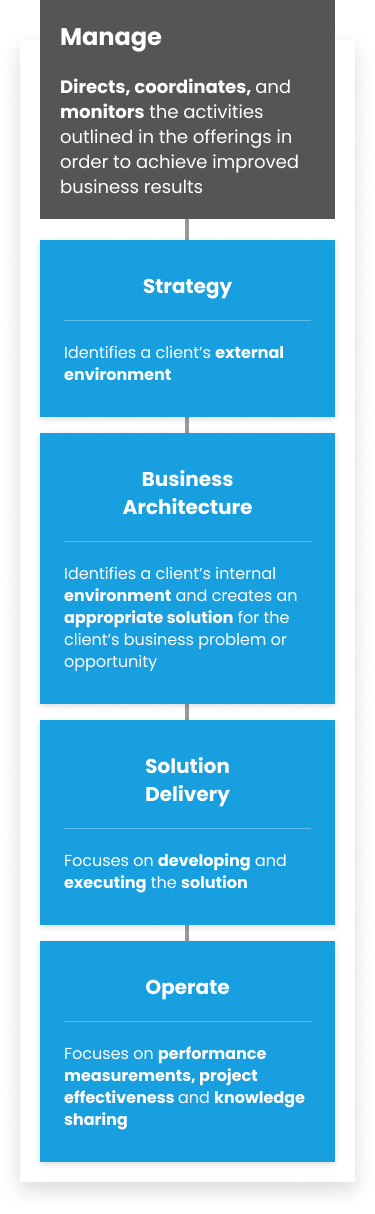 Manage
Directs, coordinates, and
monitors the activities
outlined in the offerings in
order to achieve improved
business results
Strategy
Identifies a client’s external
environment
Business
Architecture
Identifies a client’s internal
environment and creates an
appropriate solution for the
client’s business problem or
opportunity
Solution
Delivery
Focuses on developing and
executing the solution
Operate
Focuses on performance
measurements, project
effectiveness and knowledge
sharing